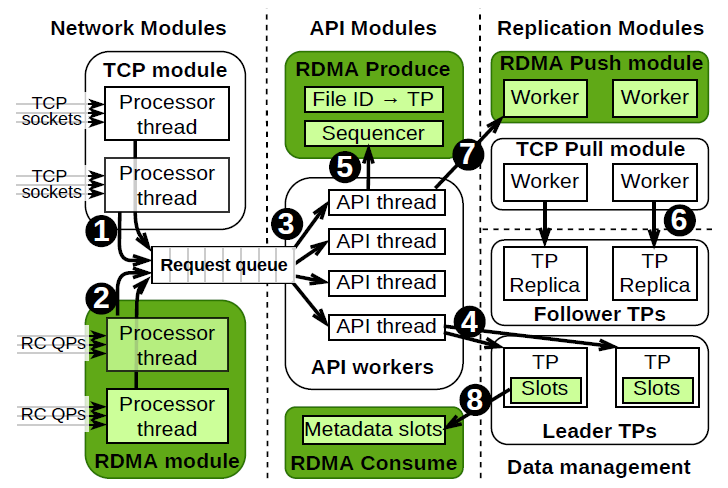 Network Modules
API Modules
Replication Modules
TCP module
TCP
sockets
Processor
thread
TCP
sockets
Processor
thread
1
2
Request queue
RC QPs
Processor
thread
RC QPs
Processor
thread
RDMA module
RDMA Produce
File ID → TP
Sequencer
5
7
3
API thread
API thread
API thread
API thread
4
API workers
8
Metadata slots
RDMA Consume
RDMA Push module
Worker
Worker
TCP Pull module
Worker
Worker
6
TP
Replica
TP
Replica
Follower TPs
TP
Slots
TP
Slots
Leader TPs
Data management